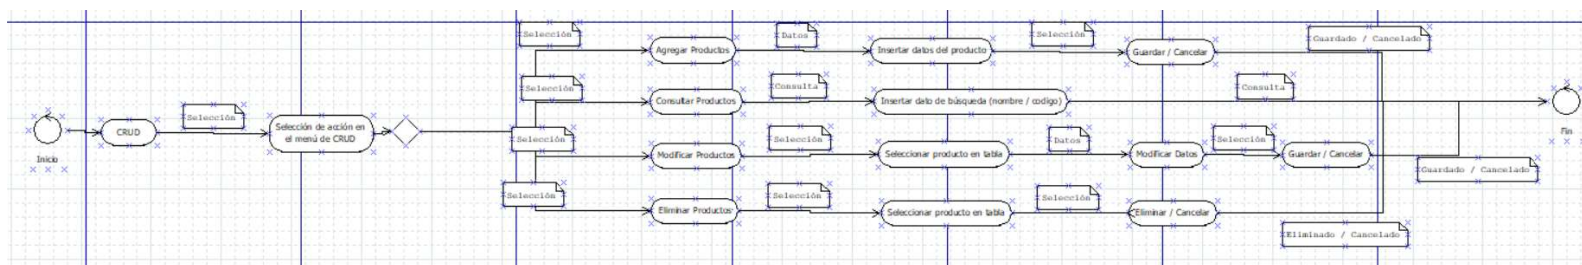 Selección
Agregar Productos
Datos
Insertar datos del producto
Selección
Guardar / Cancelar
Guardado / Cancelado
Selección
Consultar Productos
Consulta
Insertar dato de búsqueda (nombre / codigo)
Consulta
Inicio
CRUD
Selección
Selección de acción en
el menú de CRUD
Selección
Modificar Productos
Selección
Seleccionar producto en tabla
Datos
Modificar Datos
Selección
Guardar / Cancelar
Guardado / Cancelado
Fin
Selección
Eliminar Productos
Selección
Seleccionar producto en tabla
Selección
Eliminar / Cancelar
Eliminado / Cancelado